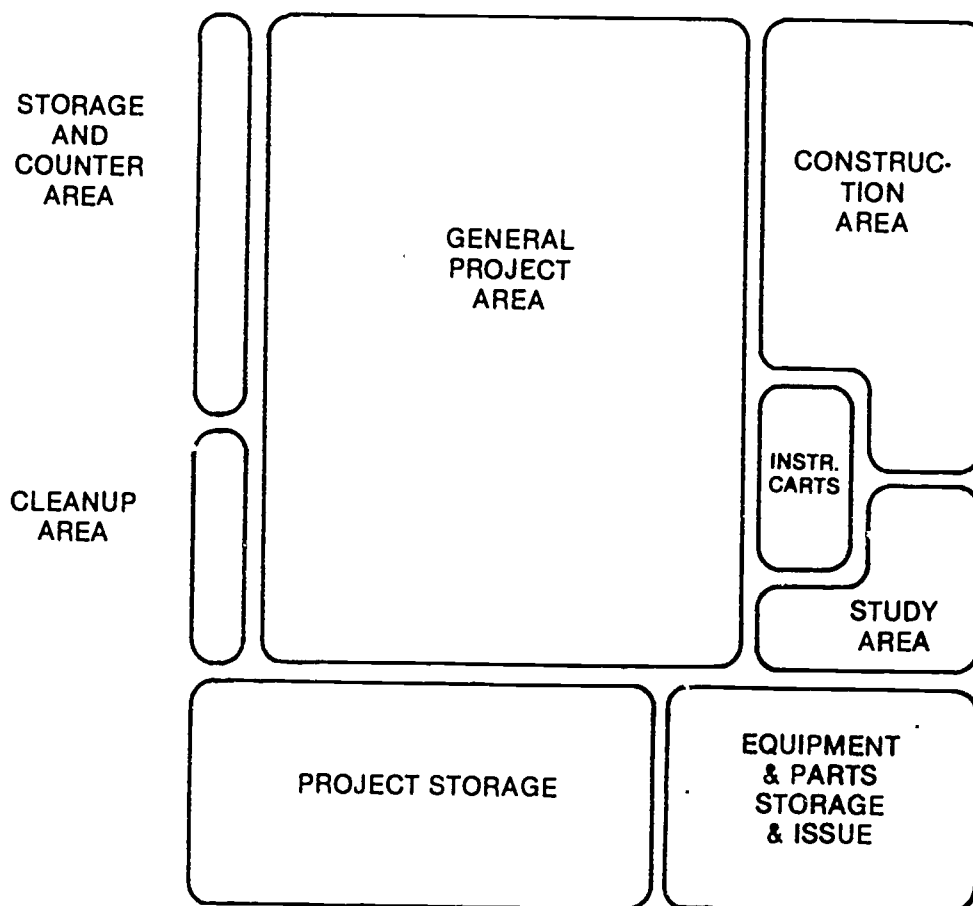 STORAGE
AND
COUNTER
AREA
GENERAL
PROJECT
AREA
CONSTRUC-
TION
AREA
INSTR.
CARTS
CLEANUP
AREA
STUDY
AREA
PROJECT STORAGE
EQUIPMENT
& PARTS
STORAGE
& ISSUE